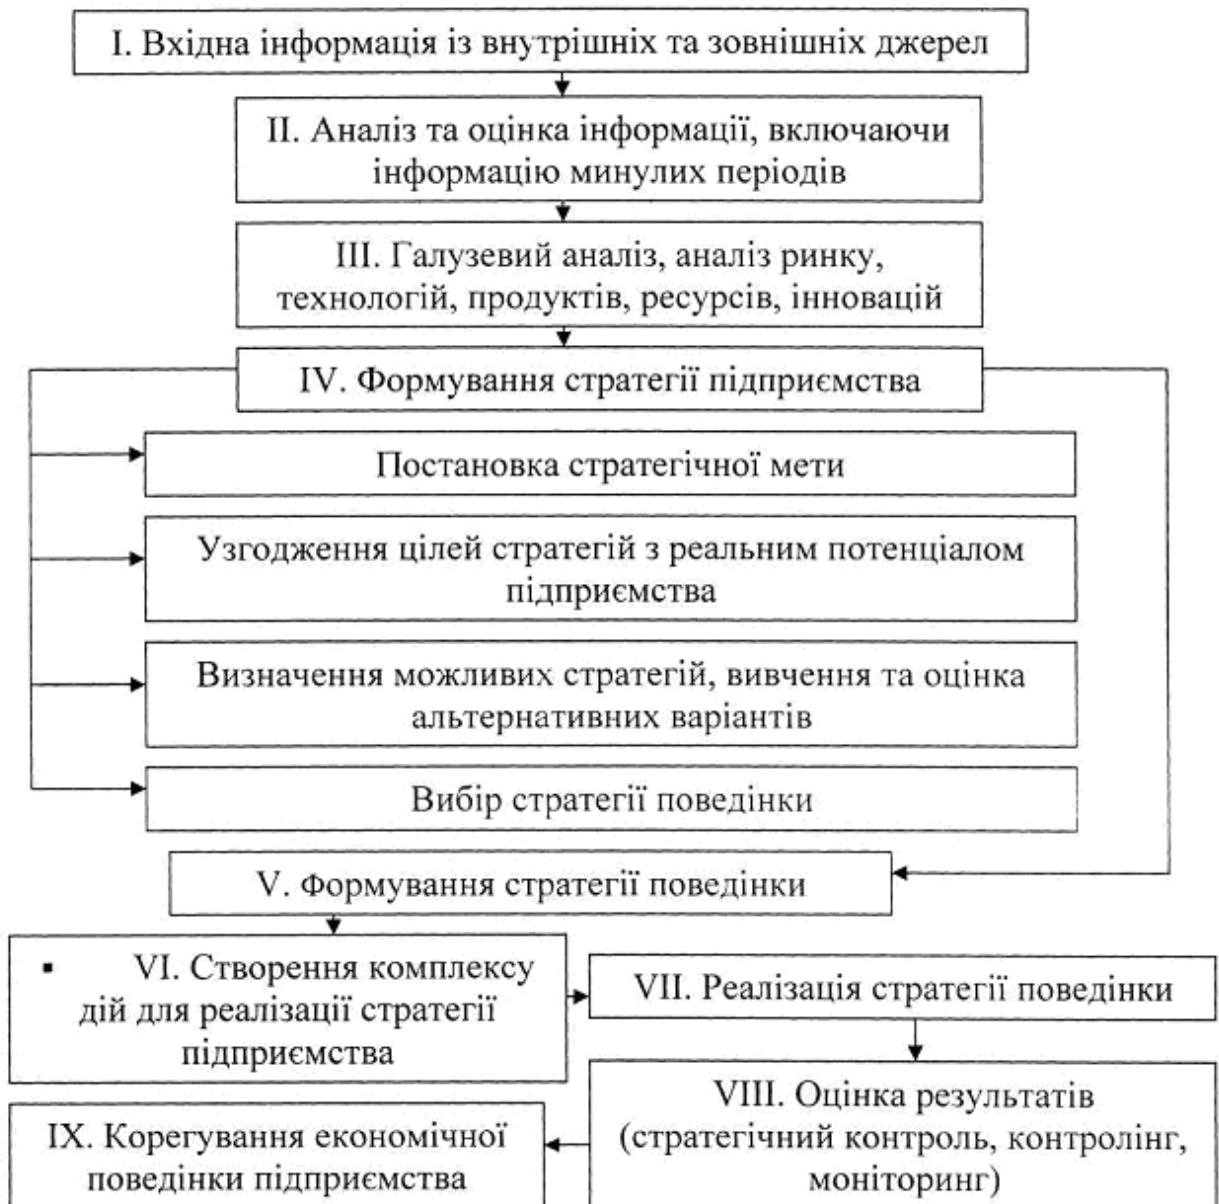 I. Вхідна інформація із внутрішніх та зовнішніх джерел
II. Аналіз та оцінка інформації, включаючи
інформацію минулих періодів
III. Галузевий аналіз, аналіз ринку,
технологій, продуктів, ресурсів, інновацій
IV. Формування стратегії підприємства
Постановка стратегічної мети
Узгодження цілей стратегій з реальним потенціалом
підприємства
Визначення можливих стратегій, вивчення та оцінка
альтернативних варіантів
Вибір стратегії поведінки
V. Формування стратегії поведінки
▪ VI. Створення комплексу
дій для реалізації стратегії
підприємства
VII. Реалізація стратегії поведінки
VIII. Оцінка результатів
(стратегічний контроль, контролінг,
моніторинг)
IX. Корегування економічної
поведінки підприємства